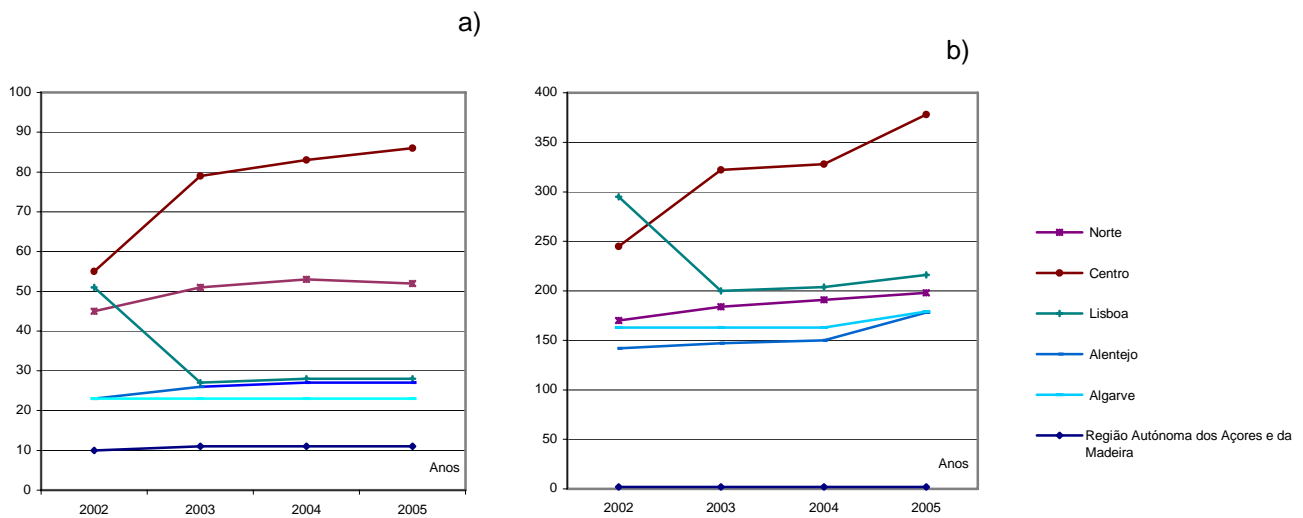 a)
b)
100
90
80
70
60
50
40
30
20
10
0
Anos
2002 2003 2004 2005
400
350
300
250
200
150
100
50
0
Anos
2002 2003 2004 2005
Norte
Centro
Lisboa
Alentejo
Algarve
Região Autónoma dos Açores e da
Madeira